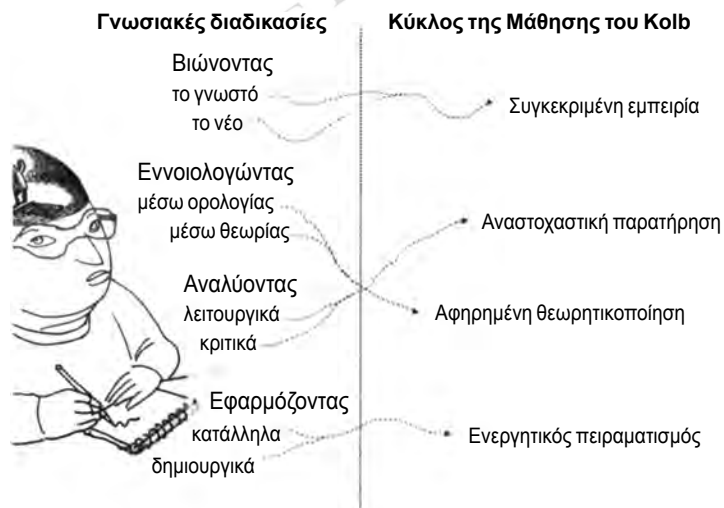 Γνωσιακές διαδικασίες
Κύκλος της Μάθησης του Kolb
Βιώνοντας
το γνωστό
το νέο
Συγκεκριμένη εμπειρία
Εννοιολογώντας
μέσω ορολογίας
μέσω θεωρίας
Αναστοχαστική παρατήρηση
Αναλύοντας
λειτουργικά
κριτικά
Αφηρημένη θεωρητικοποίηση
Εφαρμόζοντας
κατάλληλα
δημιουργικά
Ενεργητικός πειραματισμός